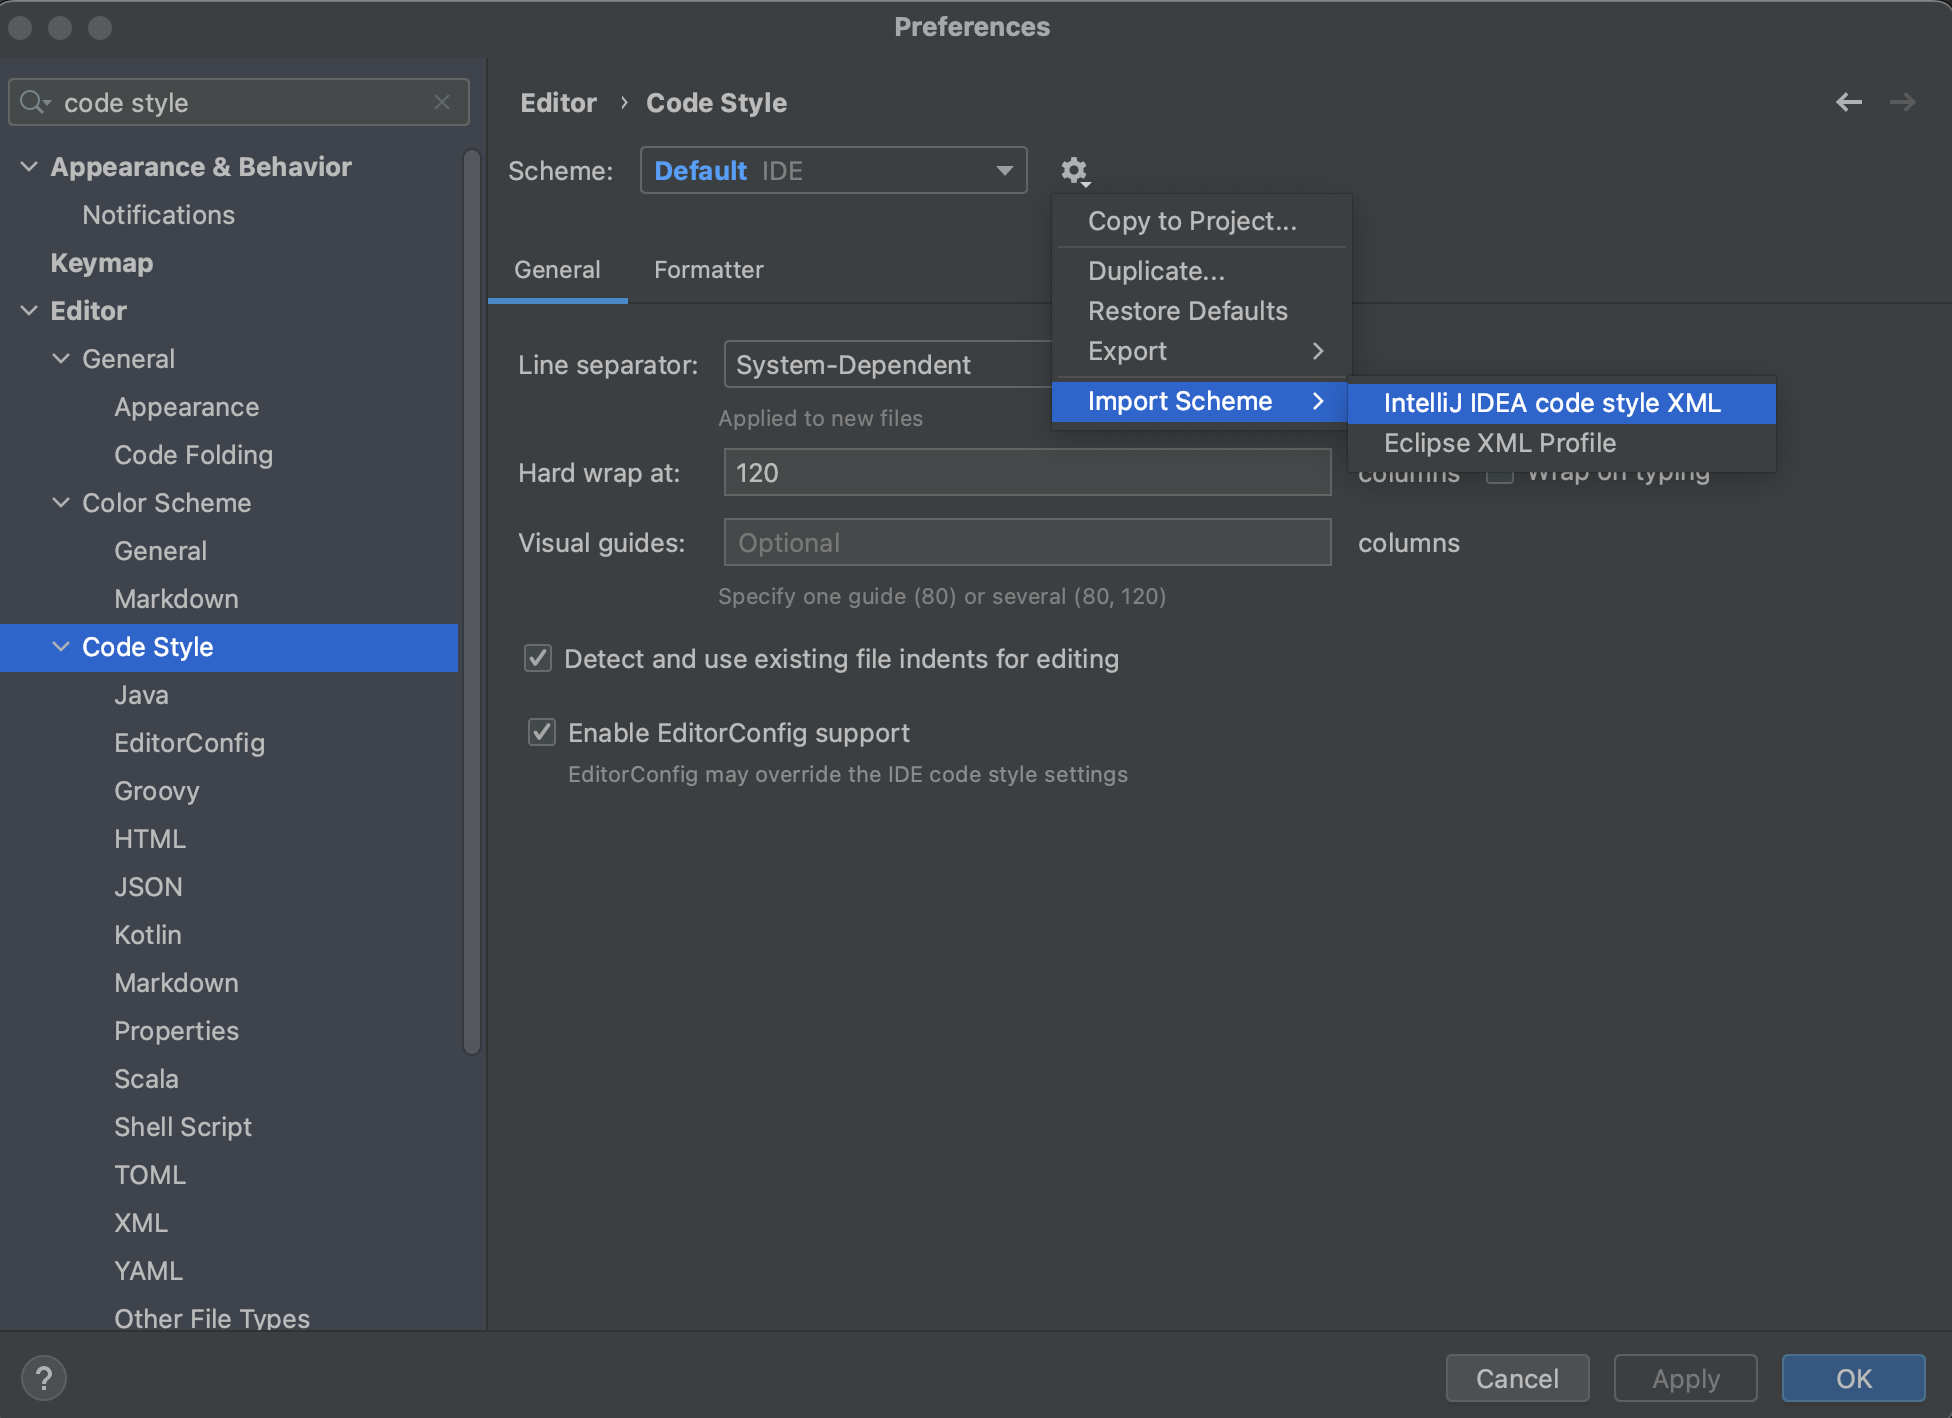 Preferences
code style
Appearance & Behavior
Notifications
Keymap
Editor
General
Appearance
Code Folding
Color Scheme
General
Markdown
Code Style
Java
EditorConfig
Groovy
HTML
JSON
Kotlin
Markdown
Properties
Scala
Shell Script
TOML
XML
YAML
Other File Types
Editor › Code Style
Scheme: Default IDE
Copy to Project...
Duplicate...
Restore Defaults
Export
Import Scheme
IntelliJ IDEA code style XML
Eclipse XML Profile
General Formatter
Line separator: System-Dependent
Applied to new files
Hard wrap at: 120 columns Wrap on typing
Visual guides: Optional columns
Specify one guide (80) or several (80, 120)
Detect and use existing file indents for editing
Enable EditorConfig support
EditorConfig may override the IDE code style settings
?
Cancel Apply OK